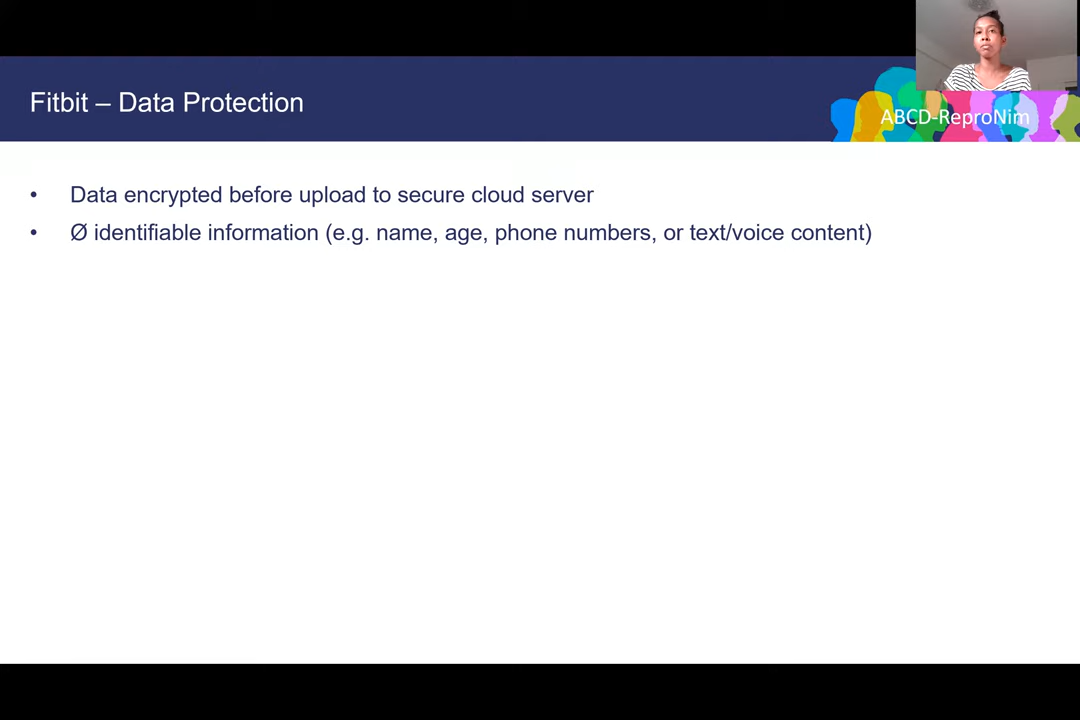 Fitbit – Data Protection
ABCD-ReproNim
• Data encrypted before upload to secure cloud server
• Ø identifiable information (e.g. name, age, phone numbers, or text/voice content)